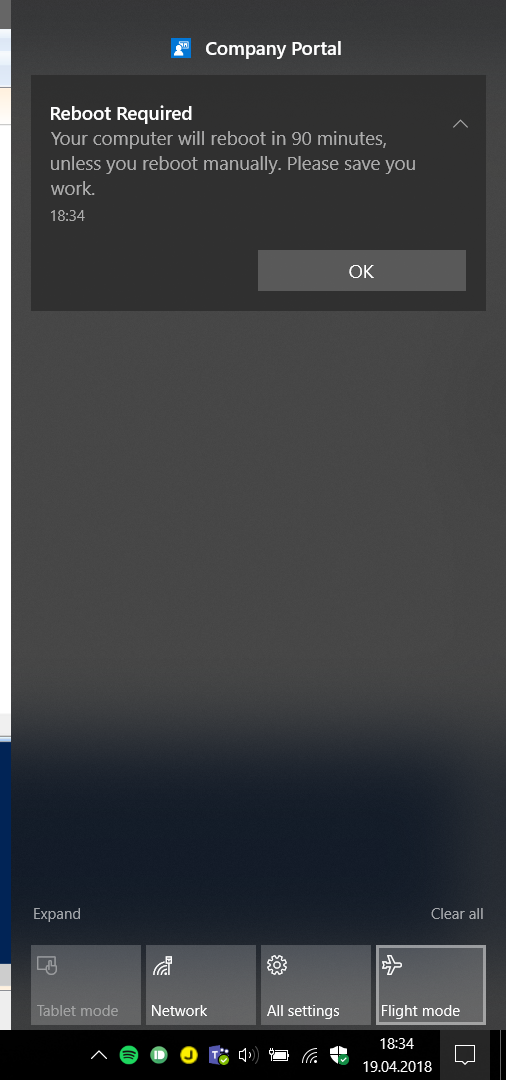 Company Portal
Reboot Required
Your computer will reboot in 90 minutes,
unless you reboot manually. Please save you
work.
18:34
OK
Expand
Clear all
Tablet mode
Network
All settings
Flight mode
18:34
19.04.2018